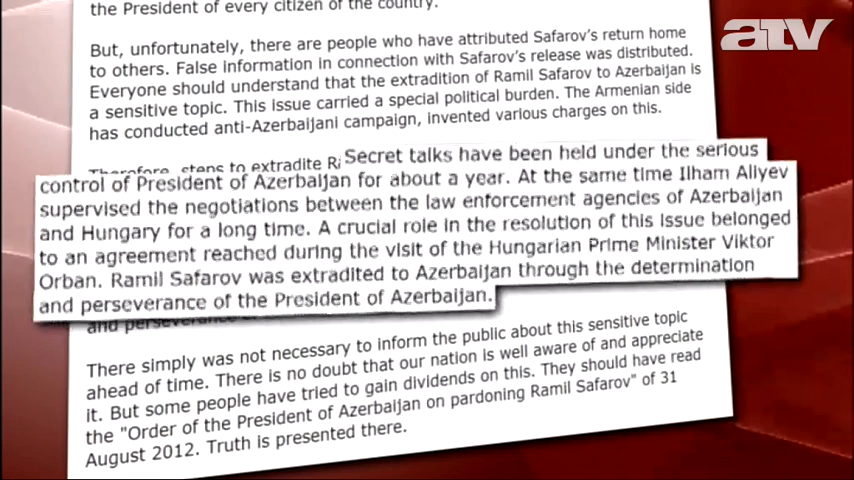 atv
the President of every citizen of the country.
But, unfortunately, there are people who have attributed Safarov's return home
to others. False information in connection with Safarov's release was distributed.
Everyone should understand that the extradition of Ramil Safarov to Azerbaijan is
a sensitive topic. This issue carried a special political burden. The Armenian side
has conducted anti-Azerbaijani campaign, invented various charges on this.
Therefore, steps to extradite
Secret talks have been held under the serious
control of President of Azerbaijan for about a year. At the same time Ilham Aliyev
supervised the negotiations between the law enforcement agencies of Azerbaijan
and Hungary for a long time. A crucial role in the resolution of this issue belonged
to an agreement reached during the visit of the Hungarian Prime Minister Viktor
Orban. Ramil Safarov was extradited to Azerbaijan through the determination
and perseverance of the President of Azerbaijan.
and
There simply was not necessary to inform the public about this sensitive topic
ahead of time. There is no doubt that our nation is well aware of and appreciate
it. But some people have tried to gain dividends on this. They should have read
the "Order of the President of Azerbaijan on pardoning Ramil Safarov" of 31
August 2012. Truth is presented there.